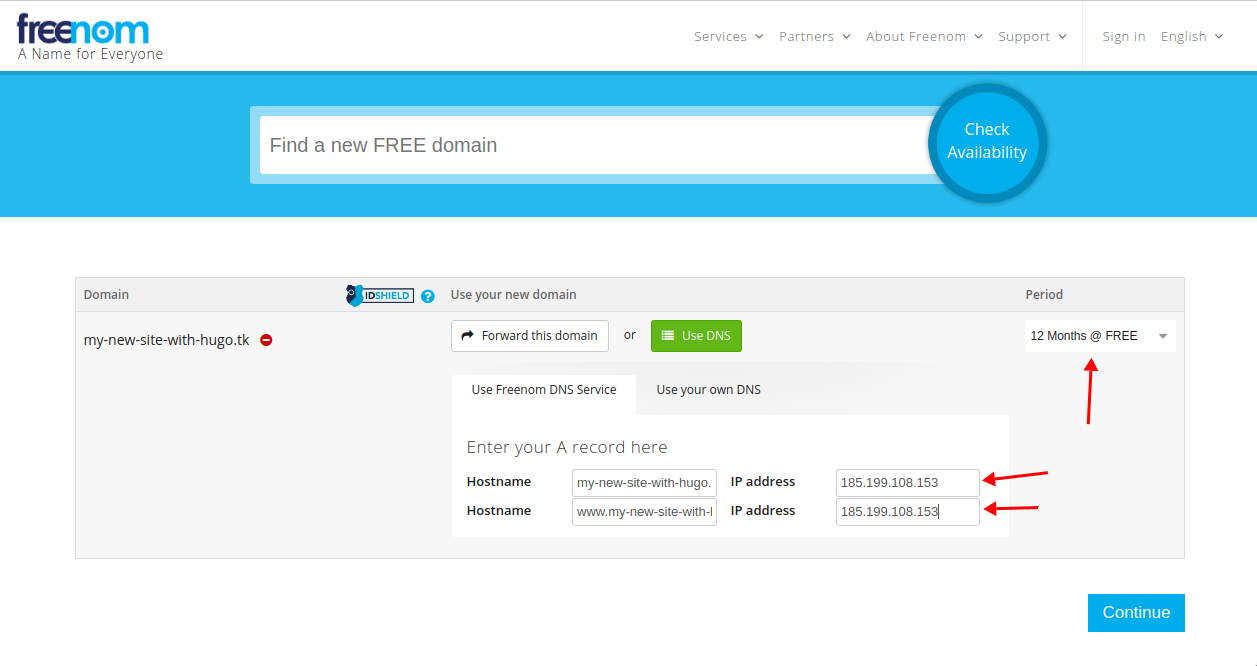 freenom
A Name for Everyone
Services Partners About Freenom Support Sign in English
Find a new FREE domain
Check
Availability
Domain IDSHIELD ? Use your new domain Period
my-new-site-with-hugo.tk Forward this domain or Use DNS 12 Months @ FREE
Use Freenom DNS Service Use your own DNS
Enter your A record here
Hostname my-new-site-with-hugo. IP address 185.199.108.153
Hostname www.my-new-site-with- IP address 185.199.108.153
Continue